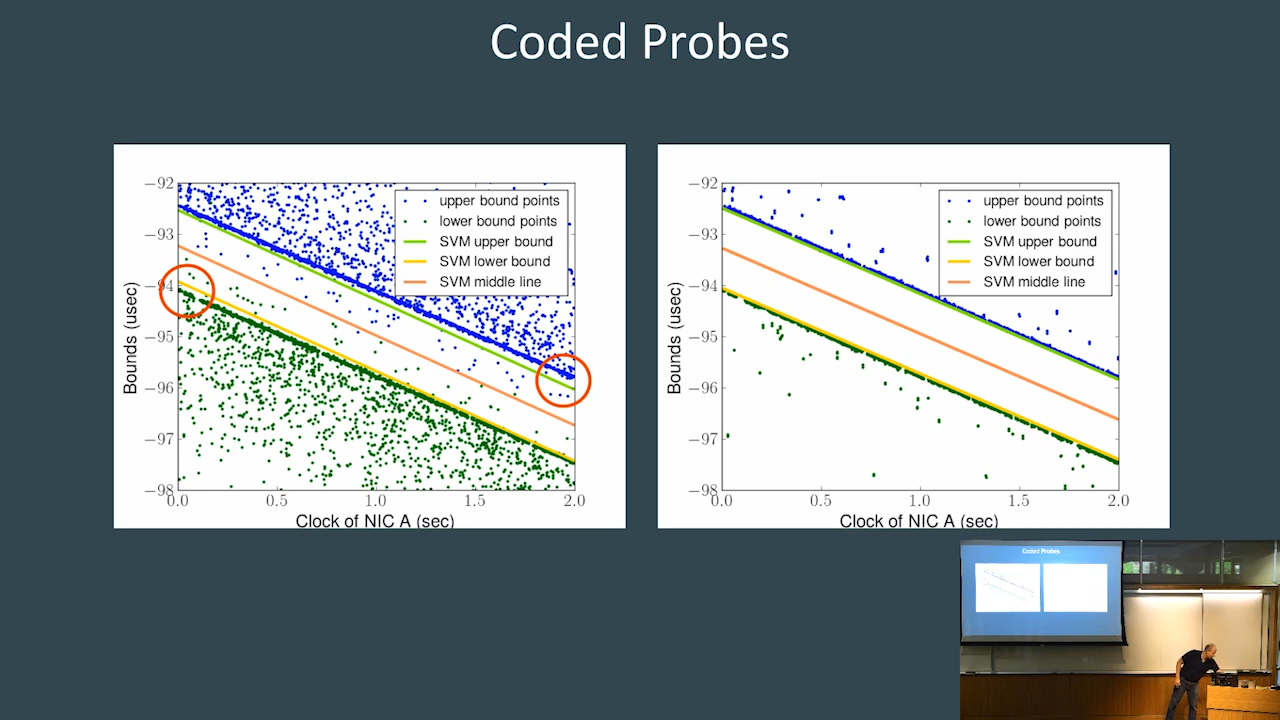 Coded Probes
−92
−93
−94
−95
−96
−97
−98
0.0
0.5
1.0
1.5
2.0
Bounds (usec)
Clock of NIC A (sec)
upper bound points
lower bound points
SVM upper bound
SVM lower bound
SVM middle line
−92
−93
−94
−95
−96
−97
−98
0.0
0.5
1.0
1.5
2.0
Bounds (usec)
Clock of NIC A (sec)
upper bound points
lower bound points
SVM upper bound
SVM lower bound
SVM middle line
Coded Probes